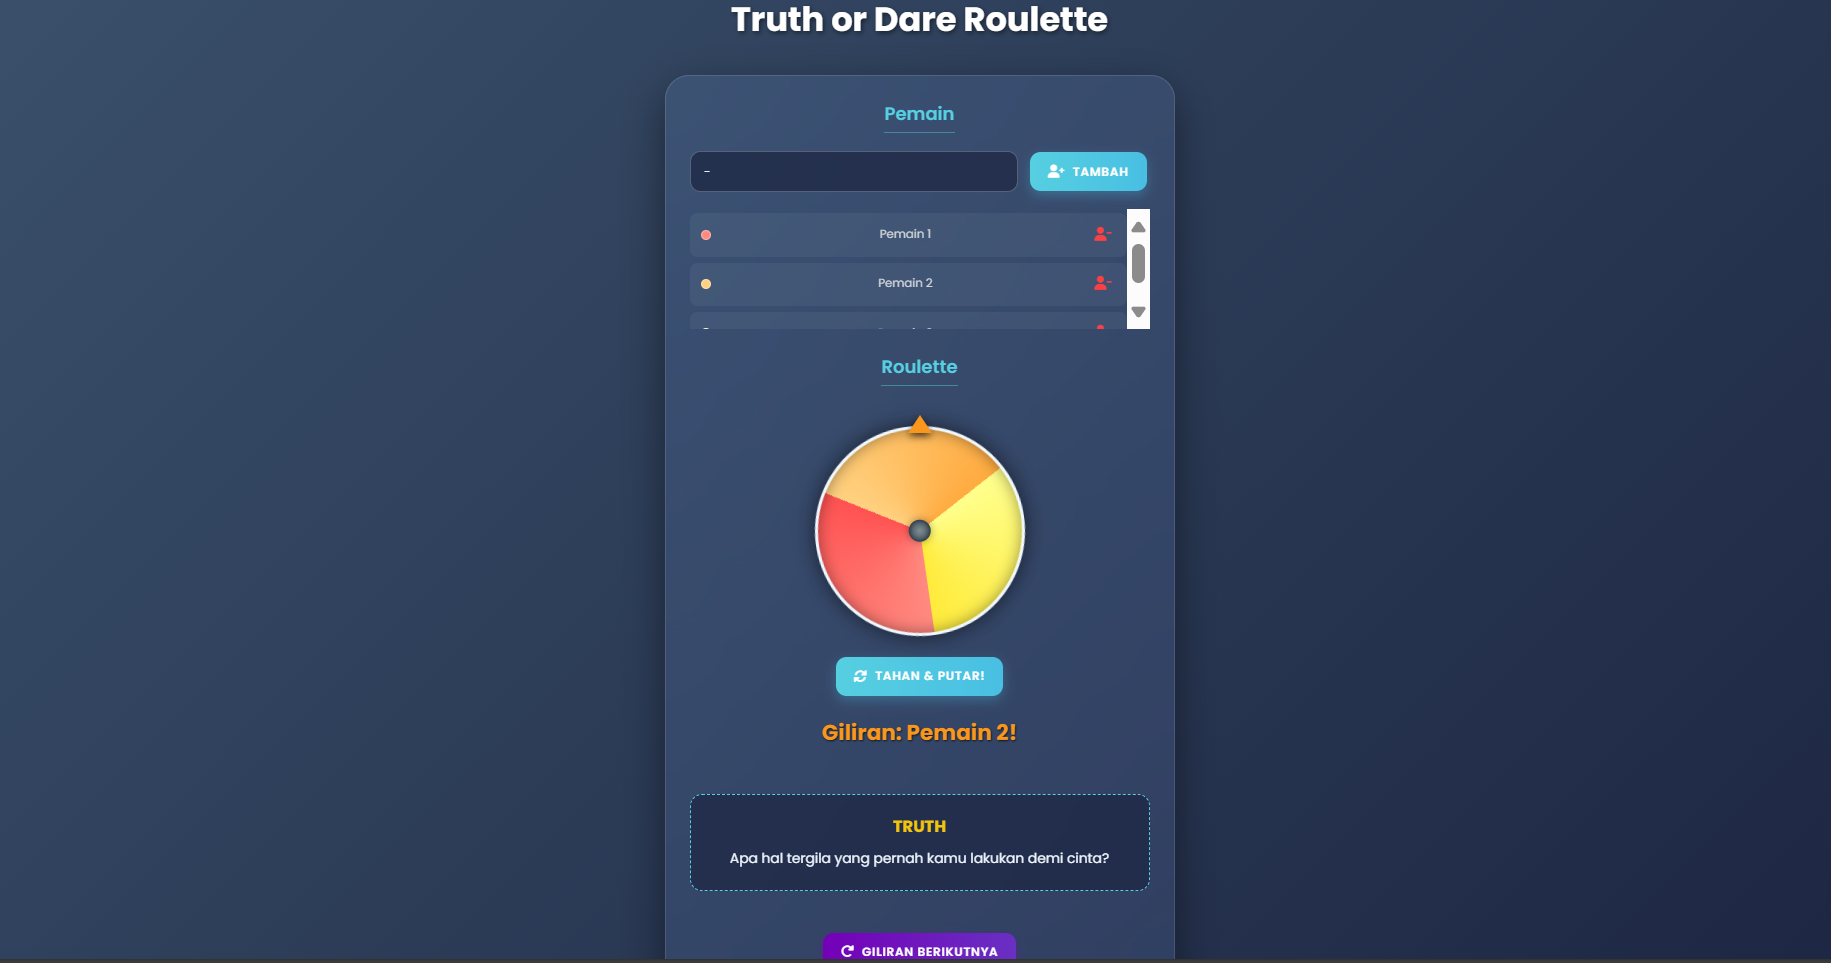 Truth or Dare Roulette
Pemain
-
TAMBAH
Pemain 1
Pemain 2
Roulette
TAHAN & PUTAR!
Giliran: Pemain 2!
TRUTH
Apa hal tergila yang pernah kamu lakukan demi cinta?
GILIRAN BERIKUTNYA